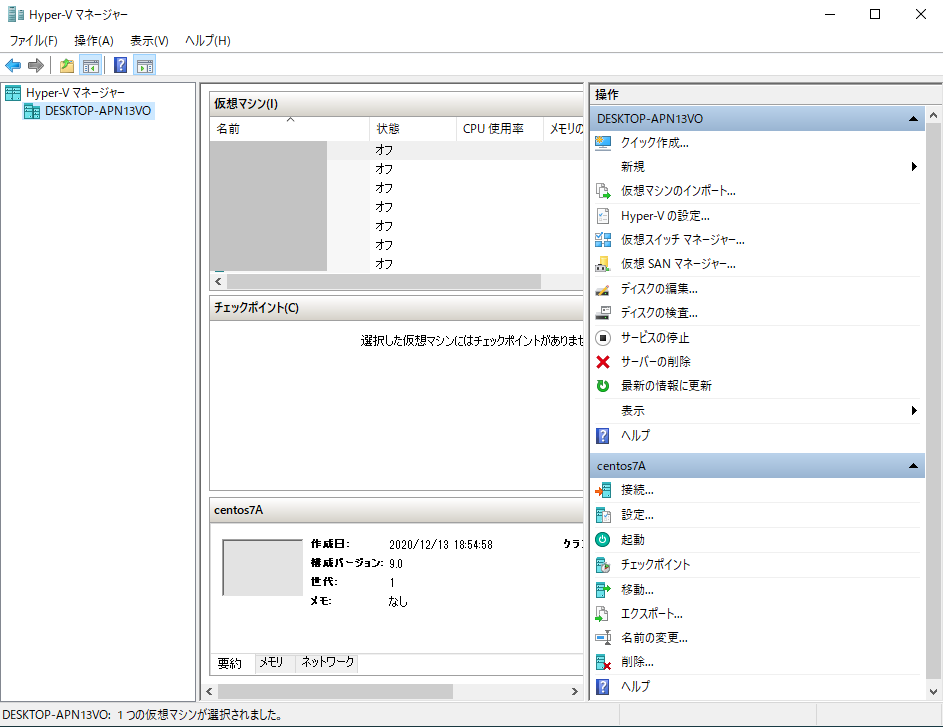 Hyper-V マネージャー
ファイル(F) 操作(A) 表示(V) ヘルプ(H)
Hyper-V マネージャー
DESKTOP-APN13VO
仮想マシン(I)
名前 状態 CPU 使用率 メモリの
オフ
オフ
オフ
オフ
オフ
オフ
オフ
チェックポイント(C)
選択した仮想マシンにはチェックポイントがありませ
centos7A
作成日: 2020/12/13 18:54:58 クラ
構成バージョン: 9.0
世代: 1
メモ: なし
要約 メモリ ネットワーク
操作
DESKTOP-APN13VO
クイック作成...
新規
仮想マシンのインポート...
Hyper-V の設定...
仮想スイッチ マネージャー...
仮想 SAN マネージャー...
ディスクの編集...
ディスクの検査...
サービスの停止
サーバーの削除
最新の情報に更新
表示
ヘルプ
centos7A
接続...
設定...
起動
チェックポイント
移動...
エクスポート...
名前の変更...
削除...
ヘルプ
DESKTOP-APN13VO: 1 つの仮想マシンが選択されました。